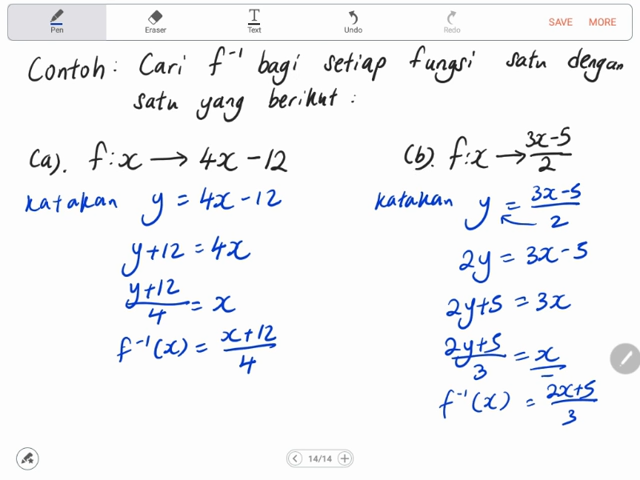 Pen
Eraser
Text
Undo
Redo
SAVE
MORE
Contoh: Cari f⁻¹ bagi setiap fungsi satu dengan
satu yang berikut:
(a). f:x → 4x-12
Katakan y = 4x-12
y+12 = 4x
(y+12)/4 = x
f⁻¹(x) = (x+12)/4
(b). f:x → (3x-5)/2
Katakan y = (3x-5)/2
2y = 3x-5
2y+5 = 3x
(2y+5)/3 = x
f⁻¹(x) = (2x+5)/3
14/14